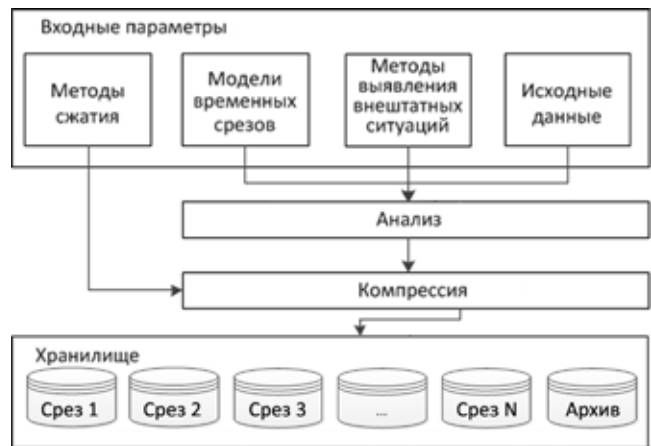 Входные параметры
Методы
сжатия
Модели
временных
срезов
Методы
выявления
внештатных
ситуаций
Исходные
данные
Анализ
Компрессия
Хранилище
Срез 1
Срез 2
Срез 3
...
Срез N
Архив